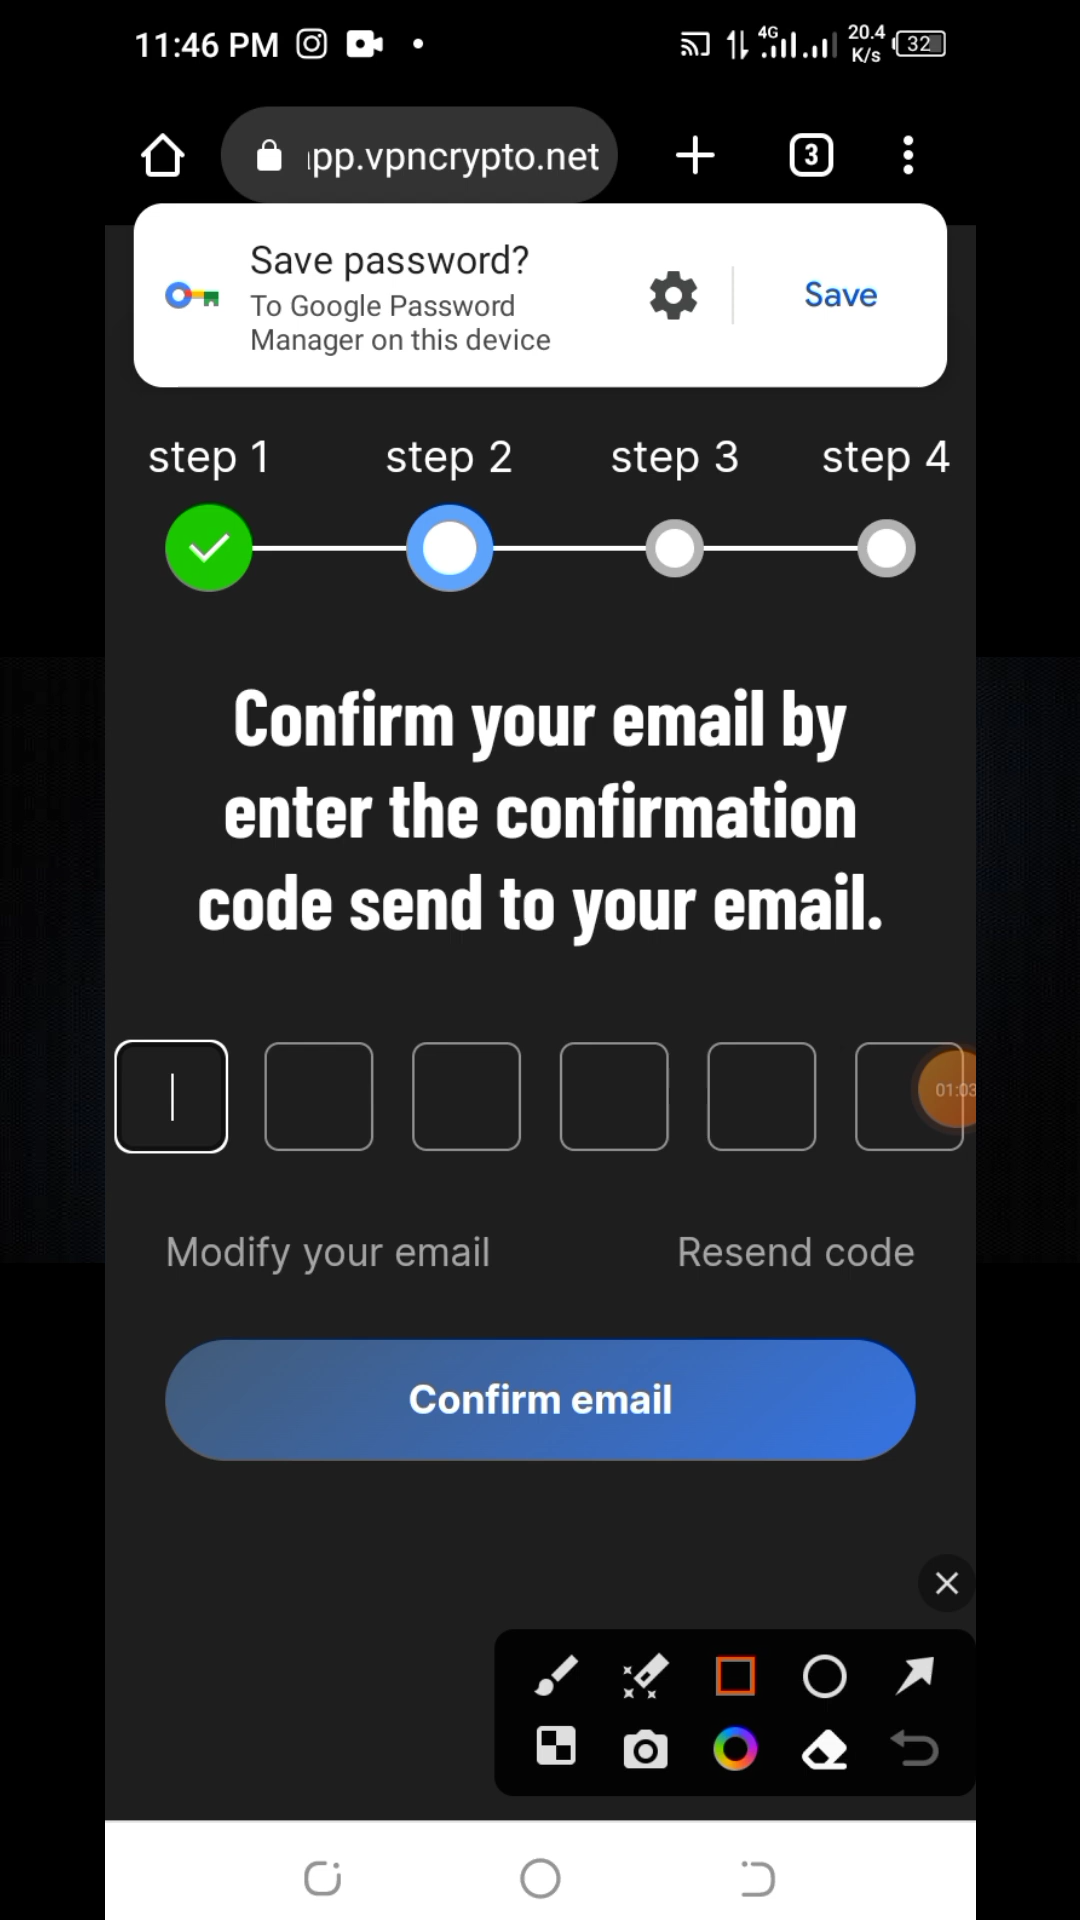 11:46 PM
4G
20.4
K/s
32
pp.vpncrypto.net
3
Save password?
To Google Password
Manager on this device
Save
step 1
step 2
step 3
step 4
Confirm your email by
enter the confirmation
code send to your email.
01:03
Modify your email
Resend code
Confirm email